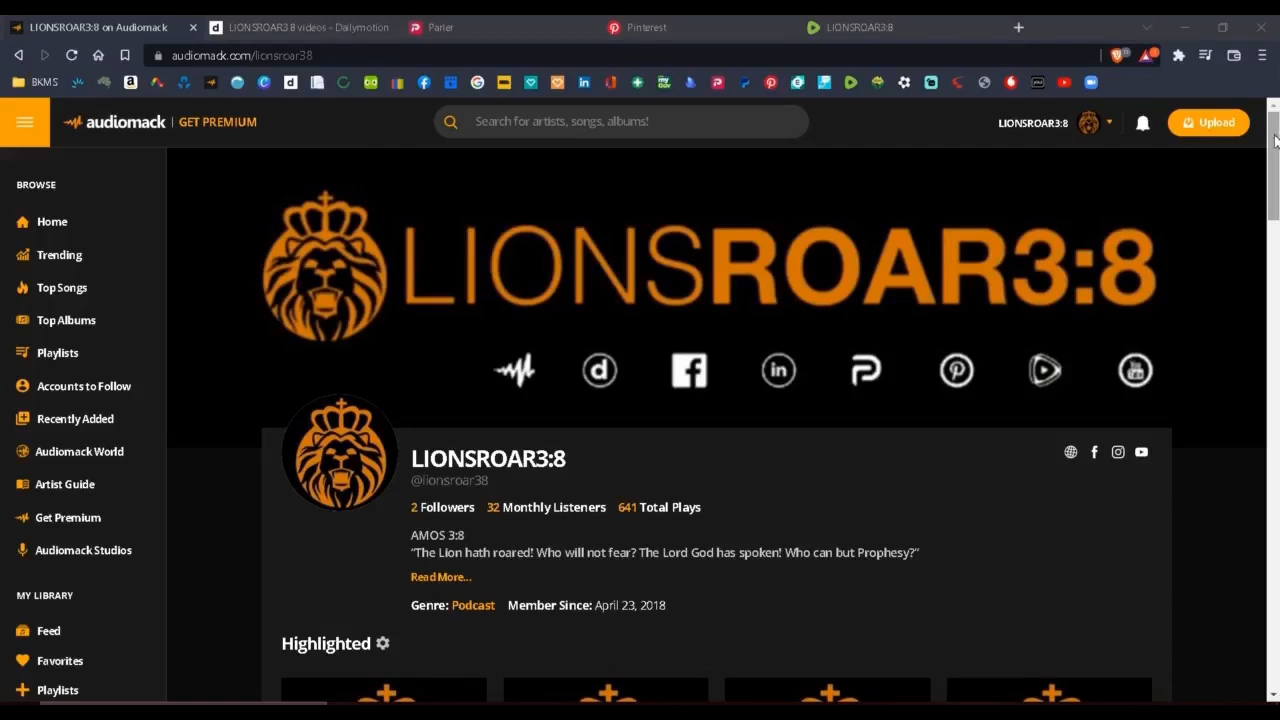 LIONSROAR3:8 on Audiomack
LIONSROAR3:8 videos - Dailymotion
Parler
Pinterest
LIONSROAR3:8
audiomack.com/lionsroar38
BKMS
audiomack GET PREMIUM
Search for artists, songs, albums!
LIONSROAR3:8
Upload
BROWSE
Home
Trending
Top Songs
Top Albums
Playlists
Accounts to Follow
Recently Added
Audiomack World
Artist Guide
Get Premium
Audiomack Studios
MY LIBRARY
Feed
Favorites
Playlists
LIONSROAR3:8
LIONSROAR3:8
@lionsroar38
2 Followers 32 Monthly Listeners 641 Total Plays
AMOS 3:8
“The Lion hath roared! Who will not fear? The Lord God has spoken! Who can but Prophesy?”
Read More...
Genre: Podcast Member Since: April 23, 2018
Highlighted